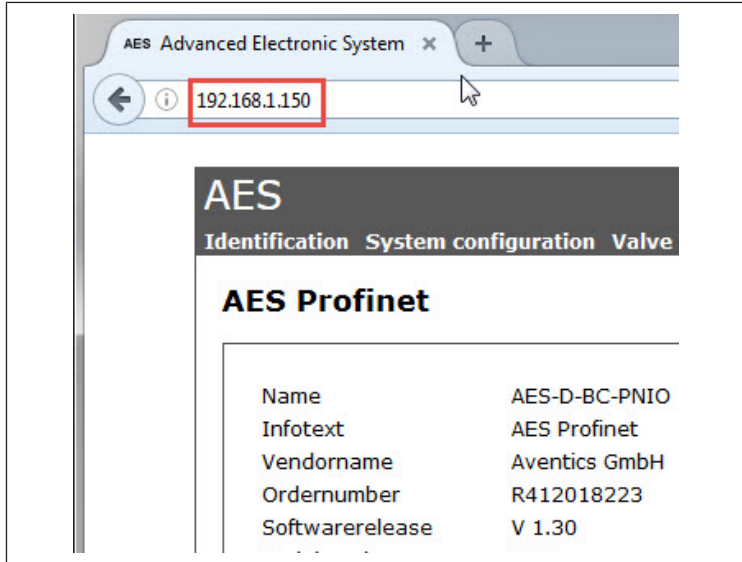 AES Advanced Electronic System
192.168.1.150
AES
Identification System configuration Valve
AES Profinet
Name AES-D-BC-PNIO
Infotext AES Profinet
Vendorname Aventics GmbH
Ordernumber R412018223
Softwarerelease V 1.30